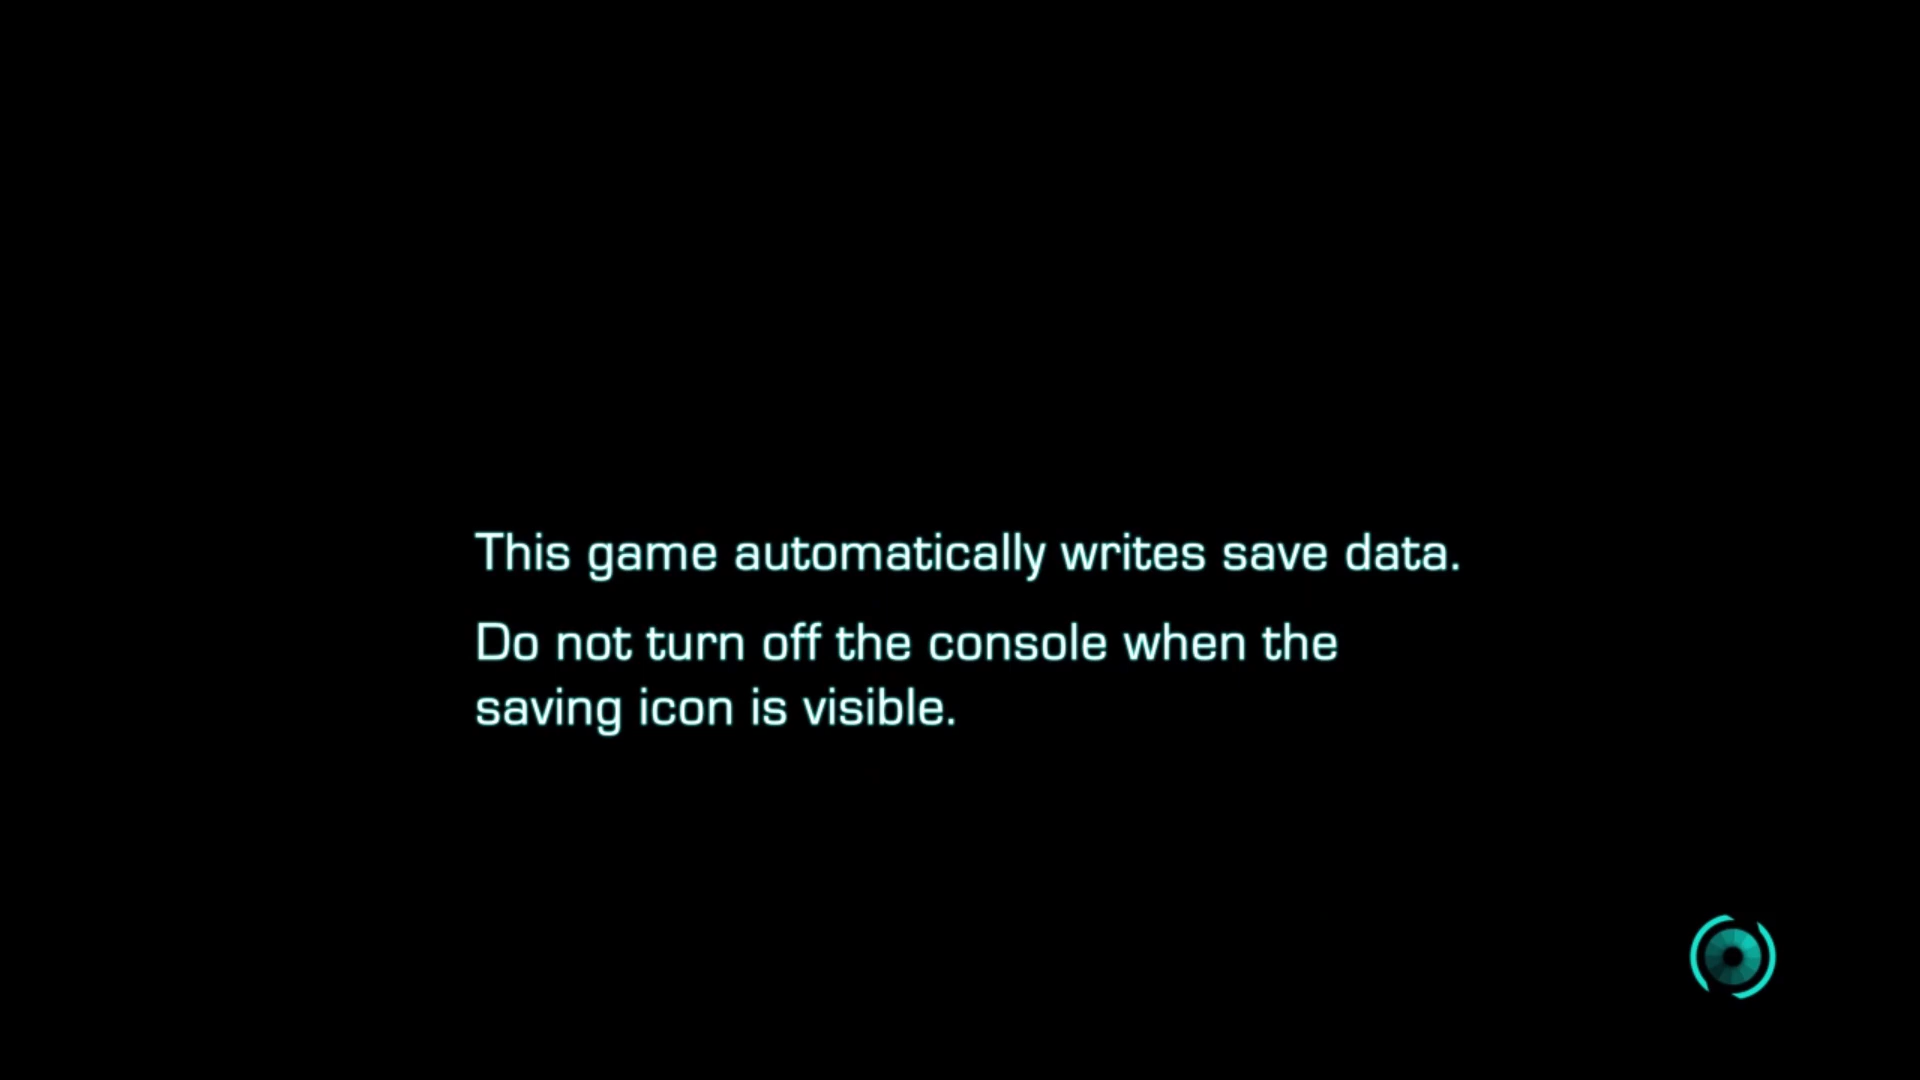 This game automatically writes save data.
Do not turn off the console when the
saving icon is visible.